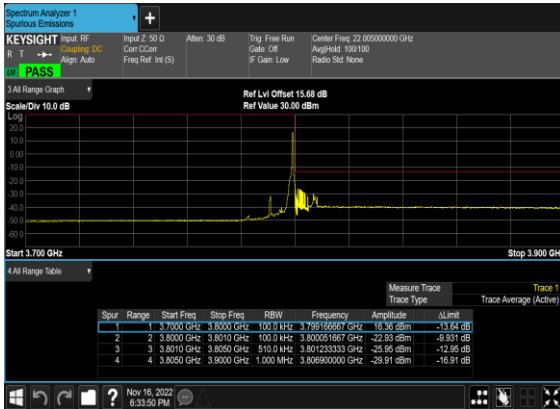 Spectrum Analyzer 1
Spurious Emissions
KEYSIGHT Input: RF Input Z: 50 Ω Atten: 30 dB Trig: Free Run Center Freq: 22.005000000 GHz
R T Coupling: DC Corr CCorr Gate: Off Avg|Hold: 100/100
Align: Auto Freq Ref: Int (S) IF Gain: Low Radio Std: None
LNI PASS
3 All Range Graph
Ref Lvl Offset 15.68 dB
Scale/Div 10.0 dB Ref Value 30.00 dBm
Log
20.0
10.0
0.00
-10.0
-20.0
-30.0
-40.0
-50.0
-60.0
Start 3.700 GHz Stop 3.900 GH
4 All Range Table
Measure Trace Trace 1
Trace Type Trace Average (Active)
Spur Range Start Freq Stop Freq RBW Frequency Amplitude ΔLimit
1 1 3.7000 GHz 3.8000 GHz 100.0 kHz 3.799166667 GHz 16.36 dBm -13.64 dB
2 2 3.8000 GHz 3.8010 GHz 100.0 kHz 3.800051667 GHz -22.93 dBm -9.931 dB
3 3 3.8010 GHz 3.8050 GHz 510.0 kHz 3.801233333 GHz -25.95 dBm -12.95 dB
4 4 3.8050 GHz 3.9000 GHz 1.000 MHz 3.806900000 GHz -29.91 dBm -16.91 dB
Nov 16, 2022
6:33:50 PM